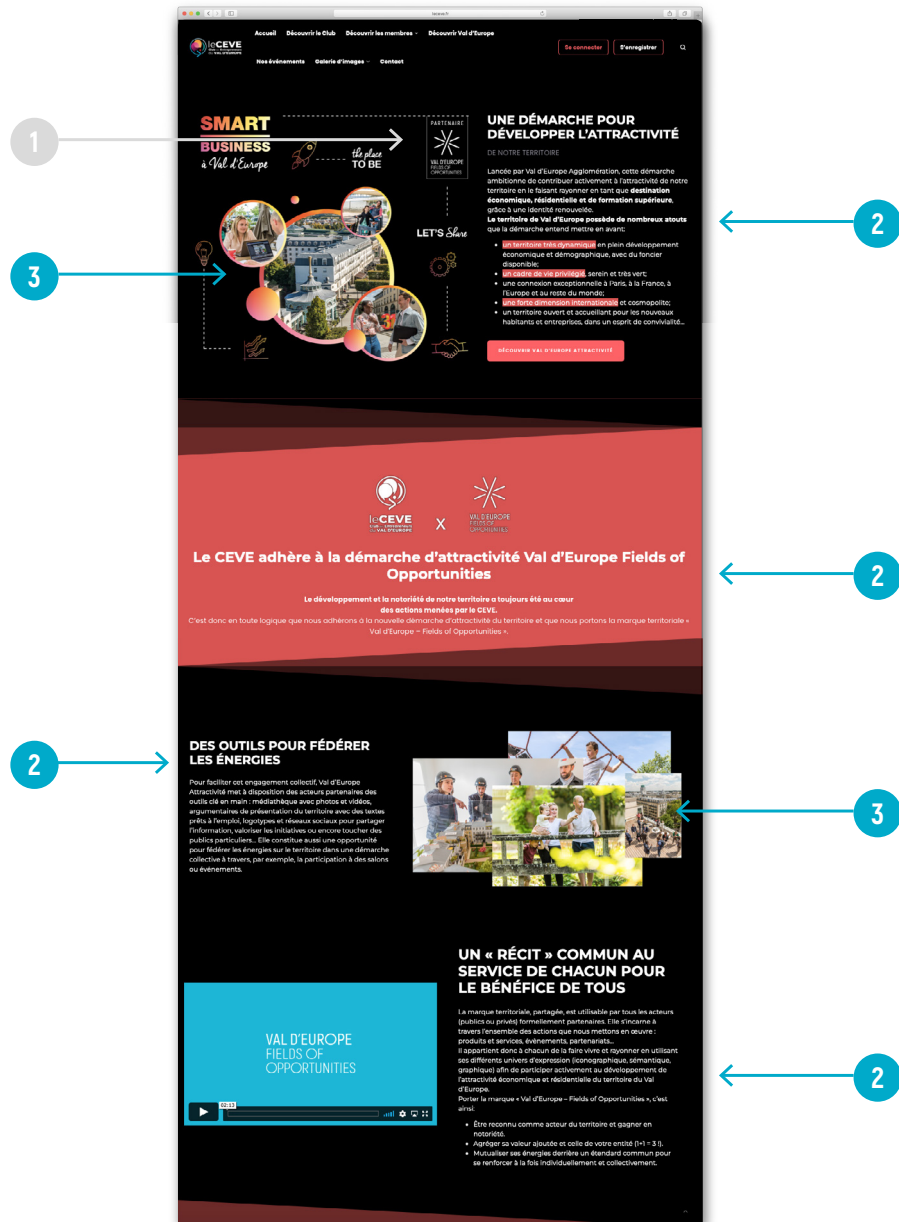 leceve.fr
Accueil Découvrir le Club Découvrir les membres Découvrir Val d'Europe
leCEVE
Club des Entrepreneurs
du VAL D'EUROPE
Se connecter S'enregistrer
Nos événements Galerie d'images Contact
1
SMART
BUSINESS
à Val d'Europe
the place
TO BE
PARTENAIRE
VAL D'EUROPE
FIELDS OF
OPPORTUNITIES
LET'S Share
31
3
UNE DÉMARCHE POUR
DÉVELOPPER L'ATTRACTIVITÉ
DE NOTRE TERRITOIRE
Lancée par Val d'Europe Agglomération, cette démarche
ambitionne de contribuer activement à l'attractivité de notre
territoire en le faisant rayonner en tant que destination
économique, résidentielle et de formation supérieure,
grâce à une identité renouvelée.
Le territoire de Val d'Europe possède de nombreux atouts
que la démarche entend mettre en avant:
• un territoire très dynamique en plein développement
économique et démographique, avec du foncier
disponible;
• un cadre de vie privilégié, serein et très vert;
• une connexion exceptionnelle à Paris, à la France, à
l'Europe et au reste du monde;
• une forte dimension internationale et cosmopolite;
• un territoire ouvert et accueillant pour les nouveaux
habitants et entreprises, dans un esprit de convivialité...
DÉCOUVRIR VAL D'EUROPE ATTRACTIVITÉ
2
leCEVE
Club des Entrepreneurs
du VAL D'EUROPE
X
VAL D'EUROPE
FIELDS OF
OPPORTUNITIES
Le CEVE adhère à la démarche d'attractivité Val d'Europe Fields of
Opportunities
Le développement et la notoriété de notre territoire a toujours été au cœur
des actions menées par le CEVE.
C'est donc en toute logique que nous adhérons à la nouvelle démarche d'attractivité du territoire et que nous portons la marque territoriale «
Val d'Europe – Fields of Opportunities ».
2
2
DES OUTILS POUR FÉDÉRER
LES ÉNERGIES
Pour faciliter cet engagement collectif, Val d'Europe
Attractivité met à disposition des acteurs partenaires des
outils clé en main : médiathèque avec photos et vidéos,
argumentaires de présentation du territoire avec des textes
prêts à l'emploi, logotypes et réseaux sociaux pour partager
l'information, valoriser les initiatives ou encore toucher des
publics particuliers... Elle constitue aussi une opportunité
pour fédérer les énergies sur le territoire dans une démarche
collective à travers, par exemple, la participation à des salons
ou évènements.
3
VAL D'EUROPE
FIELDS OF
OPPORTUNITIES
02:13
UN « RÉCIT » COMMUN AU
SERVICE DE CHACUN POUR
LE BÉNÉFICE DE TOUS
La marque territoriale, partagée, est utilisable par tous les acteurs
(publics ou privés) formellement partenaires. Elle s'incarne à
travers l'ensemble des actions que nous mettons en œuvre :
produits et services, évènements, partenariats...
Il appartient donc à chacun de la faire vivre et rayonner en utilisant
ses différents univers d'expression (iconographique, sémantique,
graphique) afin de participer activement au développement de
l'attractivité économique et résidentielle du territoire du Val
d'Europe.
Porter la marque « Val d'Europe – Fields of Opportunities », c'est
ainsi:
• Être reconnu comme acteur du territoire et gagner en
notoriété.
• Agréger sa valeur ajoutée et celle de votre entité (1+1 = 3 !).
• Mutualiser ses énergies derrière un étendard commun pour
se renforcer à la fois individuellement et collectivement.
2